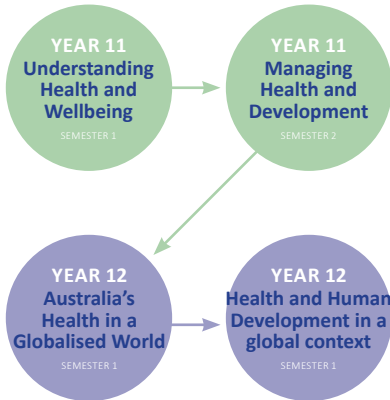 YEAR 11
Understanding
Health and
Wellbeing
SEMESTER 1
YEAR 11
Managing
Health and
Development
SEMESTER 2
YEAR 12
Australia’s
Health in a
Globalised World
SEMESTER 1
YEAR 12
Health and Human
Development in a
global context
SEMESTER 1